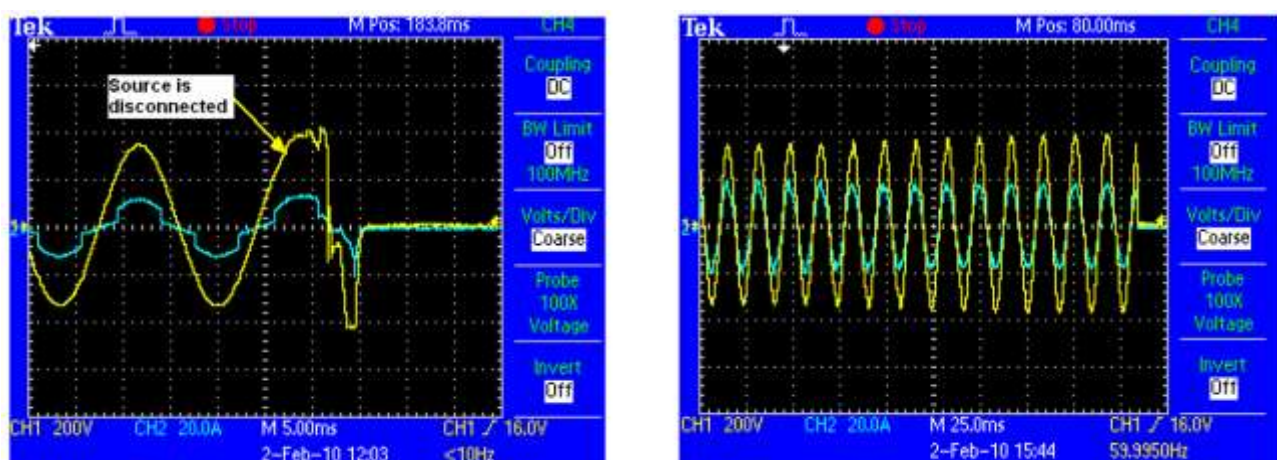 Tek Stop M Pos: 183.8ms CH4
Coupling
DC
Source is
disconnected
BW Limit
Off
100MHz
2
Volts/Div
Coarse
Probe
100X
Voltage
Invert
Off
CH1 200V CH2 20.0A M 5.00ms CH1 16.0V
2-Feb-10 12:03 <10Hz
Tek Stop M Pos: 80.00ms CH4
Coupling
DC
BW Limit
Off
100MHz
2
Volts/Div
Coarse
Probe
100X
Voltage
Invert
Off
CH1 200V CH2 20.0A M 25.0ms CH1 16.0V
2-Feb-10 15:44 59.9950Hz